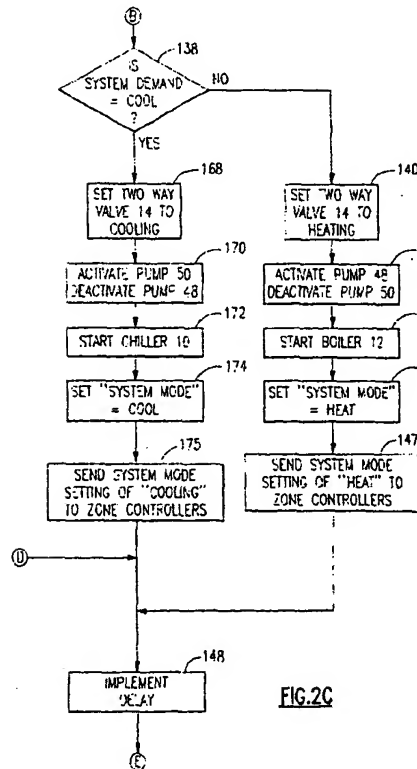 B
138
IS
SYSTEM DEMAND
= COOL
?
NO
YES
168
SET TWO WAY
VALVE 14 TO
COOLING
140
SET TWO WAY
VALVE 14 TO
HEATING
170
ACTIVATE PUMP 50
DEACTIVATE PUMP 48
ACTIVATE PUMP 48
DEACTIVATE PUMP 50
172
START CHILLER 10
START BOILER 12
174
SET "SYSTEM MODE"
= COOL
SET "SYSTEM MODE"
= HEAT
175
SEND SYSTEM MODE
SETTING OF "COOLING"
TO ZONE CONTROLLERS
147
SEND SYSTEM MODE
SETTING OF "HEAT" TO
ZONE CONTROLLERS
D
148
IMPLEMENT
DELAY
FIG.2C
E